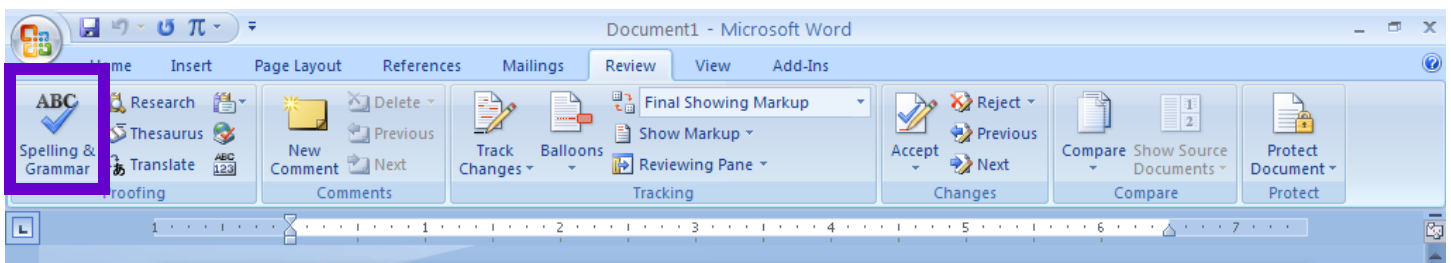 Document1 - Microsoft Word
Home Insert Page Layout References Mailings Review View Add-Ins
ABC
Spelling &
Grammar
Research
Thesaurus
Translate
ABC
123
Proofing
New
Comment
Delete
Previous
Next
Comments
Track
Changes
Balloons
Final Showing Markup
Show Markup
Reviewing Pane
Tracking
Accept
Reject
Previous
Next
Changes
Compare
Show Source
Documents
1
2
Compare
Protect
Document
Protect
1 1 2 3 4 5 6 7